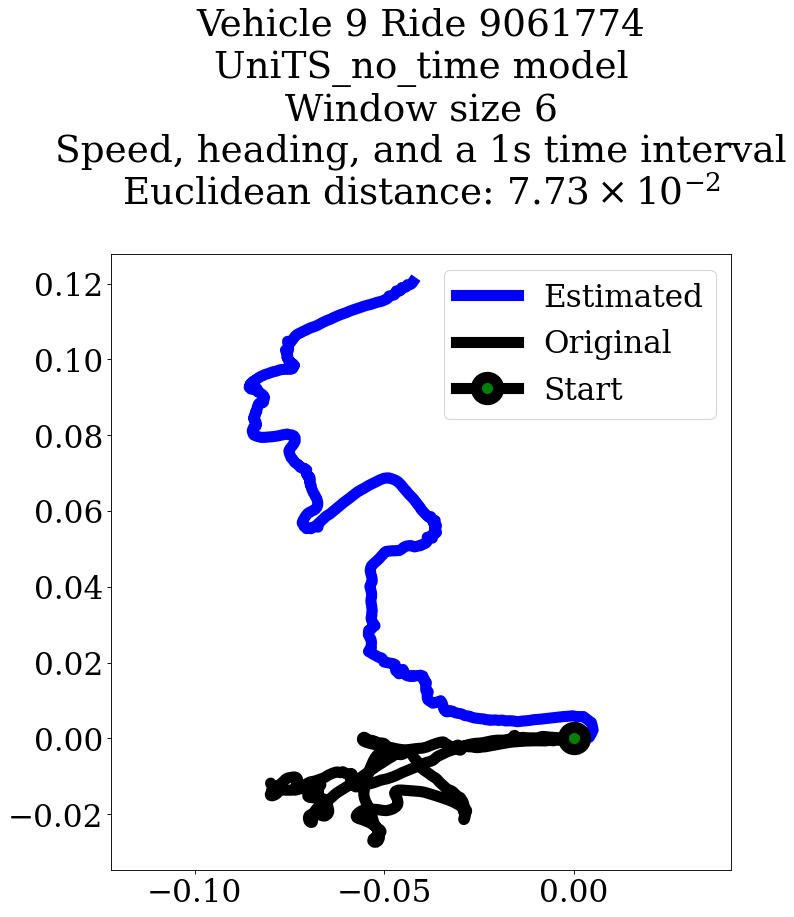 Vehicle 9 Ride 9061774
UniTS_no_time model
Window size 6
Speed, heading, and a 1s time interval
Euclidean distance: 7.73 × 10⁻²
Estimated
Original
Start
0.12
0.10
0.08
0.06
0.04
0.02
0.00
−0.02
−0.10
−0.05
0.00